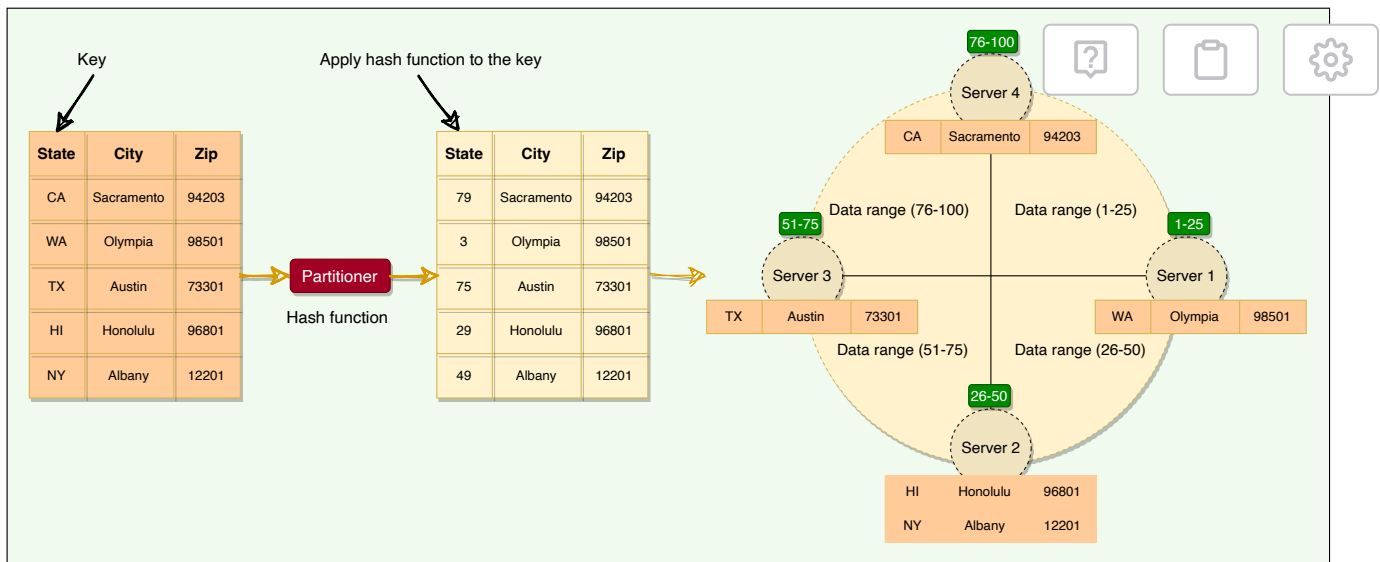 Key
Apply hash function to the key
State City Zip
CA Sacramento 94203
WA Olympia 98501
TX Austin 73301
HI Honolulu 96801
NY Albany 12201
Partitioner
Hash function
State City Zip
79 Sacramento 94203
3 Olympia 98501
75 Austin 73301
29 Honolulu 96801
49 Albany 12201
76-100
Server 4
CA Sacramento 94203
Data range (76-100)
Data range (1-25)
51-75
Server 3
TX Austin 73301
1-25
Server 1
WA Olympia 98501
Data range (51-75)
Data range (26-50)
26-50
Server 2
HI Honolulu 96801
NY Albany 12201